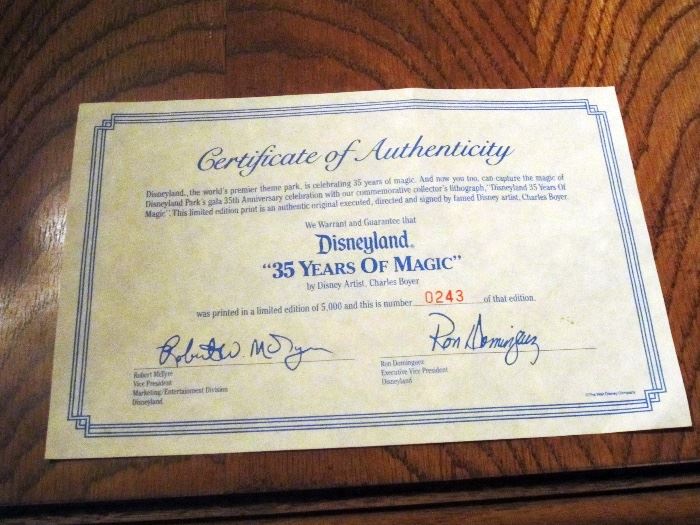 Certificate of Authenticity
Disneyland, the world's premier theme park, is celebrating 35 years of magic. And now you too, can capture the magic of
Disneyland Park's gala 35th Anniversary celebration with our commemorative collector's lithograph, "Disneyland 35 Years Of
Magic". This limited edition print is an authentic original executed, directed and signed by famed Disney artist, Charles Boyer.
We Warrant and Guarantee that
Disneyland®
"35 YEARS OF MAGIC"
by Disney Artist, Charles Boyer
was printed in a limited edition of 5,000 and this is number 0243 of that edition.
Robert W. McTyre
Ron Dominguez
Robert McTyre
Vice President
Marketing/Entertainment Division
Disneyland
Ron Dominguez
Executive Vice President
Disneyland
©The Walt Disney Company